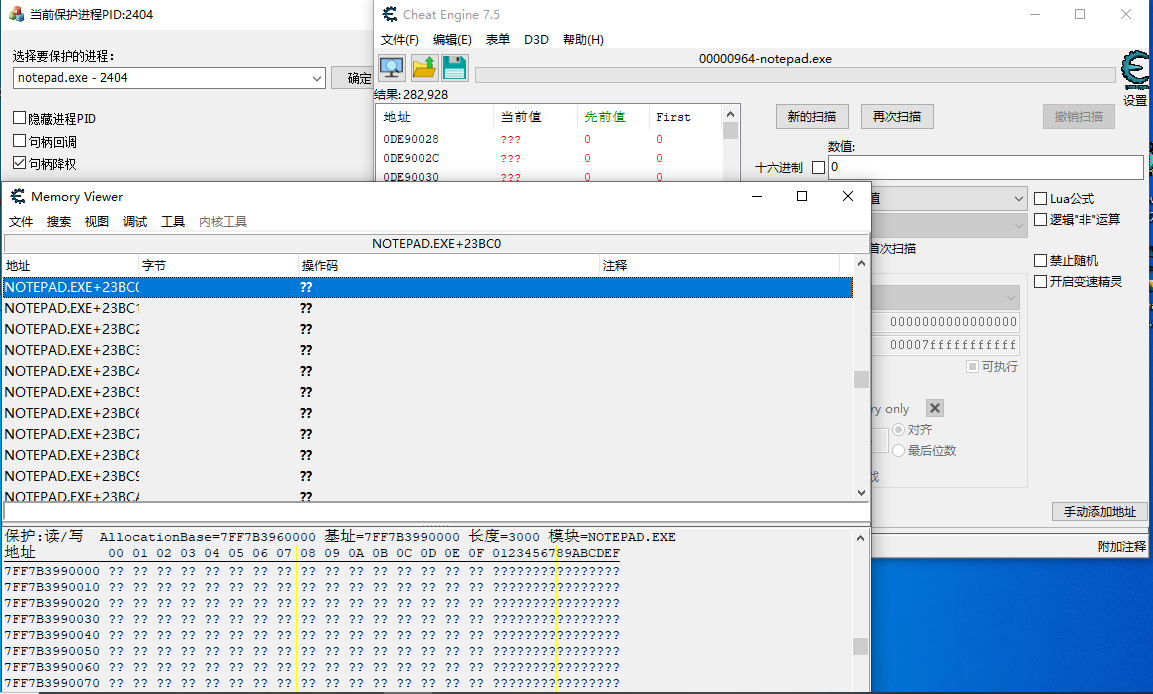 当前保护进程PID:2404
选择要保护的进程:
notepad.exe - 2404
确定
隐藏进程PID
句柄回调
句柄降权
Cheat Engine 7.5
文件(F) 编辑(E) 表单 D3D 帮助(H)
00000964-notepad.exe
设置
结果:282,928
地址 当前值 先前值 First
0DE90028 ??? 0 0
0DE9002C ??? 0 0
0DE90030 ??? 0 0
新的扫描 再次扫描 撤销扫描
数值:
十六进制 0
值
Lua公式
逻辑"非"运算
首次扫描
禁止随机
开启变速精灵
0000000000000000
00007fffffffffff
可执行
ry only
对齐
最后位数
手动添加地址
附加注释
Memory Viewer
文件 搜索 视图 调试 工具 内核工具
NOTEPAD.EXE+23BC0
地址 字节 操作码 注释
NOTEPAD.EXE+23BC0 ??
NOTEPAD.EXE+23BC1 ??
NOTEPAD.EXE+23BC2 ??
NOTEPAD.EXE+23BC3 ??
NOTEPAD.EXE+23BC4 ??
NOTEPAD.EXE+23BC5 ??
NOTEPAD.EXE+23BC6 ??
NOTEPAD.EXE+23BC7 ??
NOTEPAD.EXE+23BC8 ??
NOTEPAD.EXE+23BC9 ??
NOTEPAD.EXE+23BCA ??
保护:读/写 AllocationBase=7FF7B3960000 基址=7FF7B3990000 长度=3000 模块=NOTEPAD.EXE
地址 00 01 02 03 04 05 06 07 08 09 0A 0B 0C 0D 0E 0F 0123456789ABCDEF
7FF7B3990000 ?? ?? ?? ?? ?? ?? ?? ?? ?? ?? ?? ?? ?? ?? ?? ?? ????????????????
7FF7B3990010 ?? ?? ?? ?? ?? ?? ?? ?? ?? ?? ?? ?? ?? ?? ?? ?? ????????????????
7FF7B3990020 ?? ?? ?? ?? ?? ?? ?? ?? ?? ?? ?? ?? ?? ?? ?? ?? ????????????????
7FF7B3990030 ?? ?? ?? ?? ?? ?? ?? ?? ?? ?? ?? ?? ?? ?? ?? ?? ????????????????
7FF7B3990040 ?? ?? ?? ?? ?? ?? ?? ?? ?? ?? ?? ?? ?? ?? ?? ?? ????????????????
7FF7B3990050 ?? ?? ?? ?? ?? ?? ?? ?? ?? ?? ?? ?? ?? ?? ?? ?? ????????????????
7FF7B3990060 ?? ?? ?? ?? ?? ?? ?? ?? ?? ?? ?? ?? ?? ?? ?? ?? ????????????????
7FF7B3990070 ?? ?? ?? ?? ?? ?? ?? ?? ?? ?? ?? ?? ?? ?? ?? ?? ????????????????